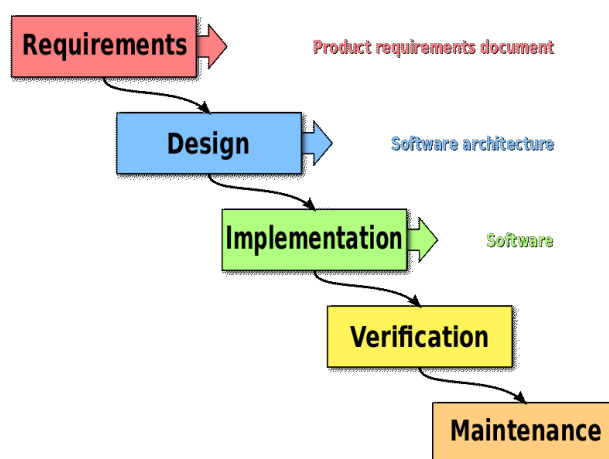 Requirements
Product requirements document
Design
Software architecture
Implementation
Software
Verification
Maintenance